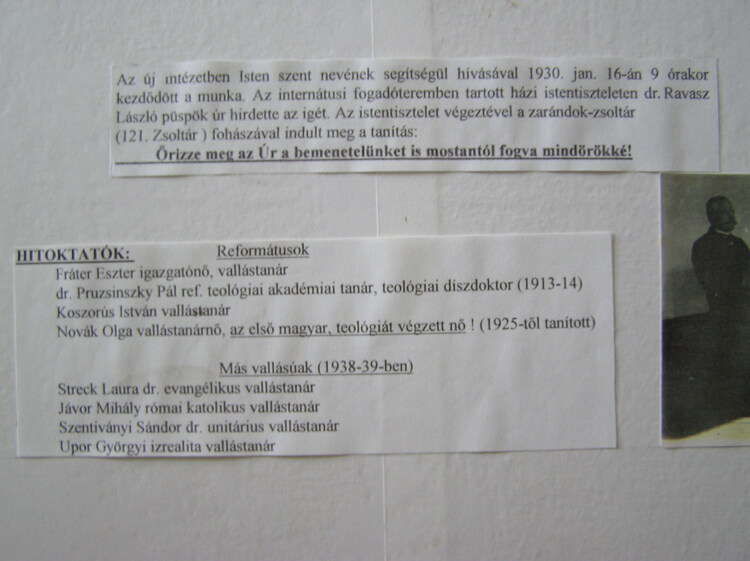 Az új intézetben Isten szent nevének segítségül hívásával 1930. jan. 16-án 9 órakor
kezdődött a munka. Az internátusi fogadóteremben tartott házi istentiszteleten dr. Ravasz
László püspök úr hirdette az igét. Az istentisztelet végeztével a zarándok-zsoltár
(121. Zsoltár ) fohászával indult meg a tanítás:
Őrizze meg az Úr a bemenetelünket is mostantól fogva mindörökké!
HITOKTATÓK: Reformátusok
Fráter Eszter igazgatónő, vallástanár
dr. Pruzsinszky Pál ref. teológiai akadémiai tanár, teológiai díszdoktor (1913-14)
Koszorús István vallástanár
Novák Olga vallástanárnő, az első magyar, teológiát végzett nő ! (1925-től tanított)
Más vallásúak (1938-39-ben)
Streck Laura dr. evangélikus vallástanár
Jávor Mihály római katolikus vallástanár
Szentiványi Sándor dr. unitárius vallástanár
Upor Györgyi izrealita vallástanár